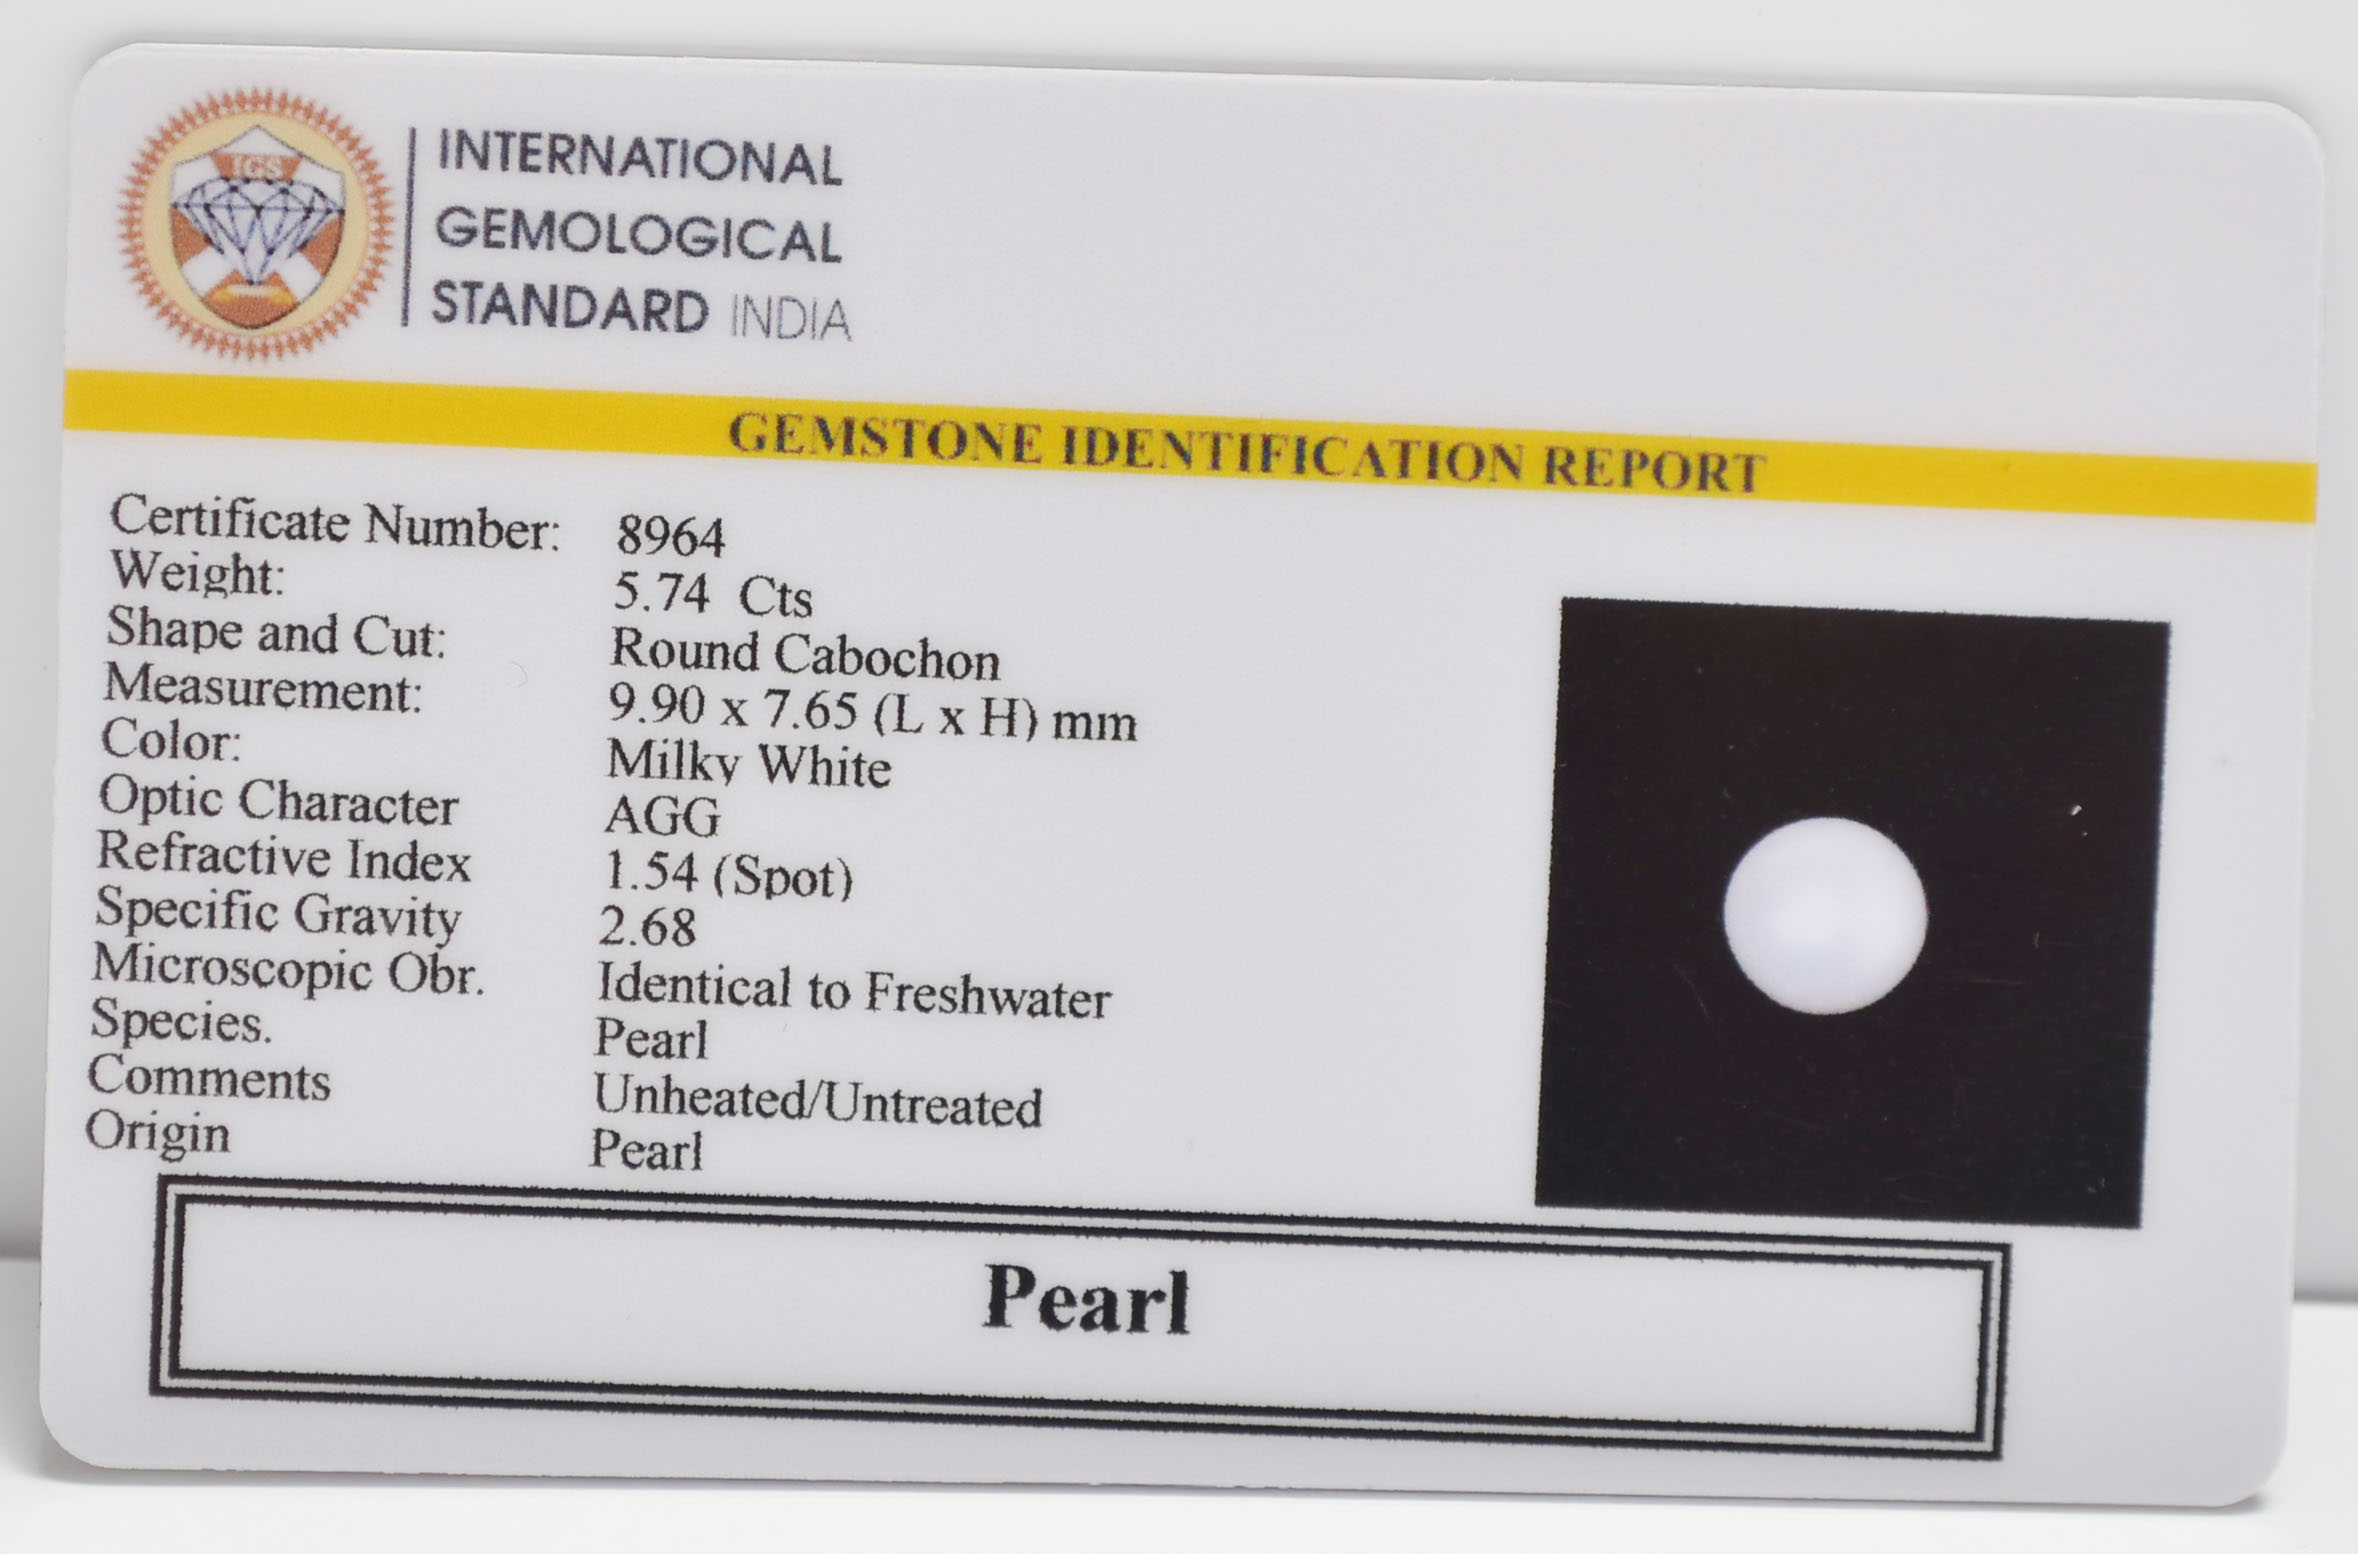 IGS
INTERNATIONAL
GEMOLOGICAL
STANDARD INDIA
GEMSTONE IDENTIFICATION REPORT
Certificate Number: 8964
Weight: 5.74 Cts
Shape and Cut: Round Cabochon
Measurement: 9.90 x 7.65 (L x H) mm
Color: Milky White
Optic Character AGG
Refractive Index 1.54 (Spot)
Specific Gravity 2.68
Microscopic Obr. Identical to Freshwater
Species. Pearl
Comments Unheated/Untreated
Origin Pearl
Pearl